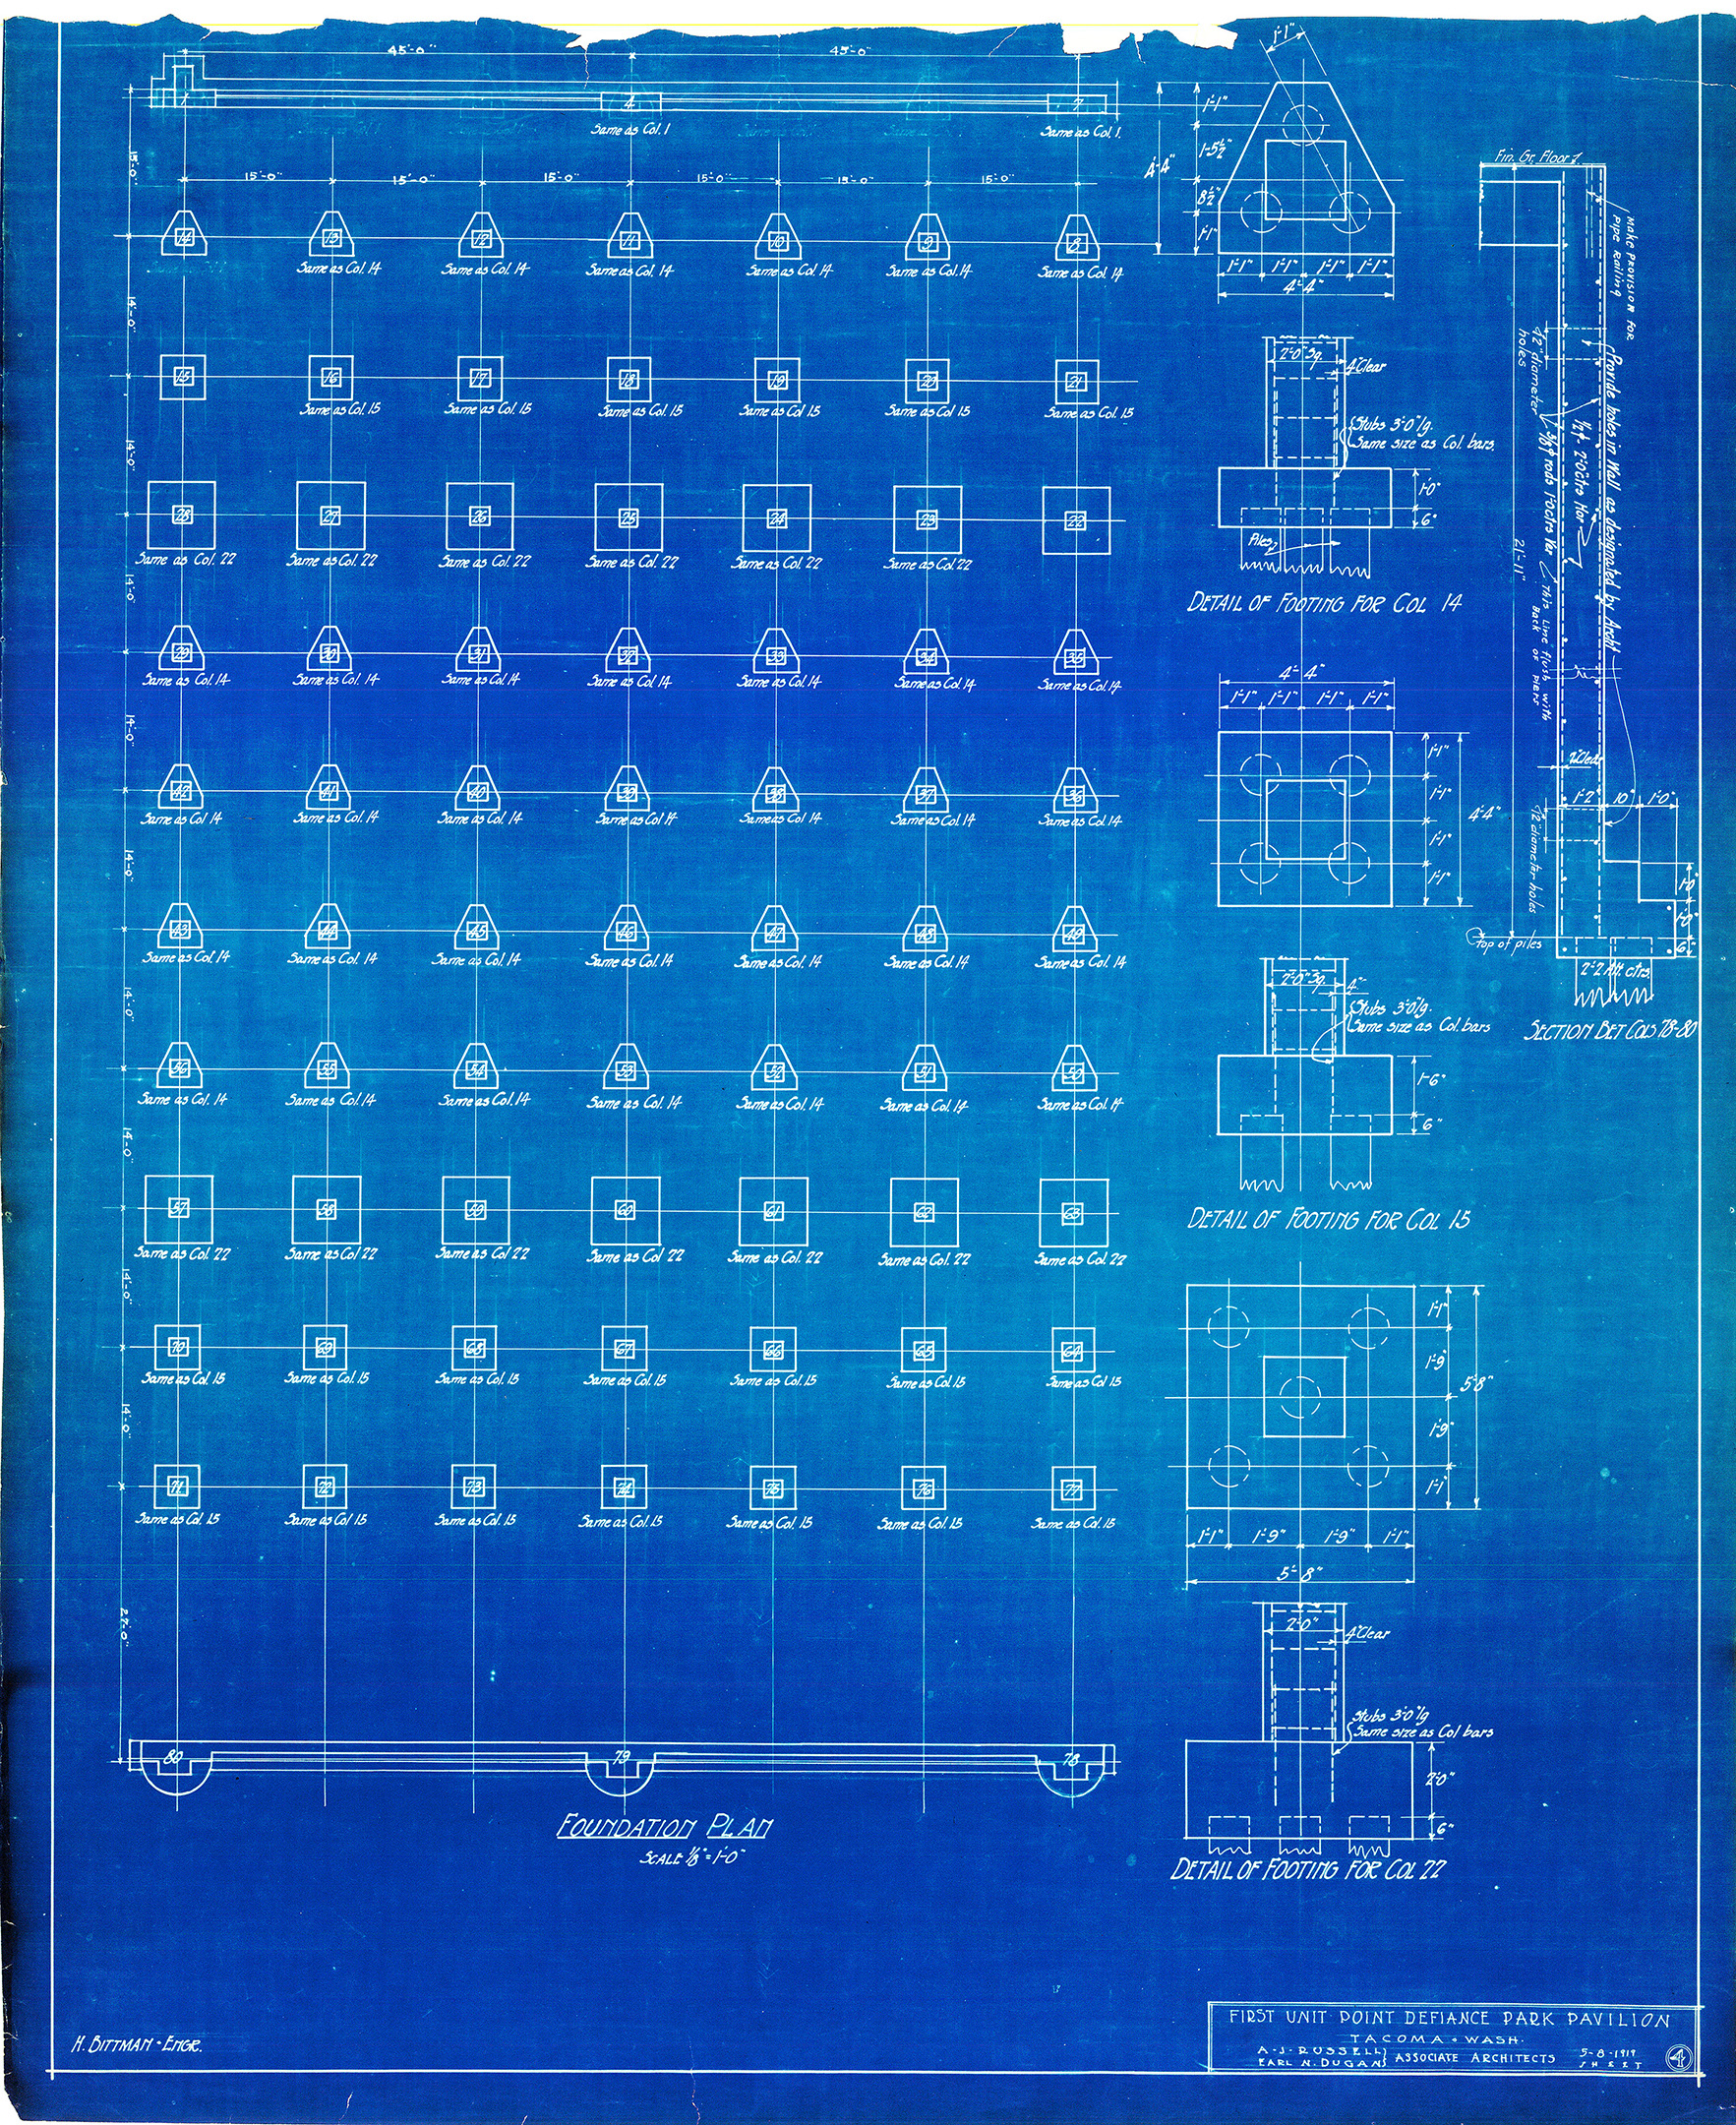 45'-0" 45'-0"
1 4 7
Same as Col. 1 Same as Col. 1.
15'-0"
15'-0" 15'-0" 15'-0" 15'-0" 15'-0" 15'-0"
14 13 12 11 10 9 8
Same as Col. 14 Same as Col. 14 Same as Col. 14 Same as Col. 14 Same as Col. 14 Same as Col. 14
14'-0"
15 16 17 18 19 20 21
Same as Col. 15 Same as Col. 15 Same as Col. 15 Same as Col. 15 Same as Col. 15 Same as Col. 15
14'-0"
28 27 26 25 24 23 22
Same as Col. 22 Same as Col. 22 Same as Col. 22 Same as Col. 22 Same as Col. 22 Same as Col. 22
14'-0"
29 30 31 32 33 34 35
Same as Col. 14 Same as Col. 14 Same as Col. 14 Same as Col. 14 Same as Col. 14 Same as Col. 14 Same as Col. 14
14'-0"
42 41 40 39 38 37 36
Same as Col 14 Same as Col. 14 Same as Col. 14 Same as Col. 14 Same as Col. 14 Same as Col. 14 Same as Col. 14
14'-0"
43 44 45 46 47 48 49
Same as Col. 14 Same as Col. 14 Same as Col. 14 Same as Col. 14 Same as Col. 14 Same as Col. 14 Same as Col. 14
14'-0"
56 55 54 53 52 51 50
Same as Col. 14 Same as Col. 14 Same as Col. 14 Same as Col. 14 Same as Col. 14 Same as Col. 14 Same as Col. 14
14'-0"
57 58 59 60 61 62 63
Same as Col. 22 Same as Col 22 Same as Col. 22 Same as Col 22 Same as Col. 22 Same as Col. 22 Same as Col. 22
14'-0"
70 69 68 67 66 65 64
Same as Col. 15 Same as Col. 15 Same as Col. 15 Same as Col. 15 Same as Col. 15 Same as Col. 15 Same as Col. 15
14'-0"
71 72 73 74 75 76 77
Same as Col. 15 Same as Col. 15 Same as Col. 15 Same as Col. 15 Same as Col. 15 Same as Col. 15 Same as Col. 15
27'-0"
80 79 78
FOUNDATION PLAN
SCALE 1/8" = 1'-0"
1'-1"
1'-1"
1'-5½"
4'-4"
8½"
1'-1"
1'-1" 1'-1" 1'-1" 1'-1"
4'-4"
2'-0" Sq.
4" Clear
Stubs 3'-0" lg.
Same size as Col. bars.
1'-0"
6"
Piles
DETAIL OF FOOTING FOR COL 14
4'-4"
1'-1" 1'-1" 1'-1" 1'-1"
1'-1"
1'-1"
4'-4"
1'-1"
1'-1"
2'-0" Sq.
4"
Stubs 3'-0" lg.
Same size as Col. bars
1'-6"
6"
DETAIL OF FOOTING FOR COL 15
1'-1"
1'-9"
5'-8"
1'-9"
1'-1"
1'-1" 1'-9" 1'-9" 1'-1"
5'-8"
2'-0"
4" Clear
Stubs 3'-0" lg
Same size as Col bars
2'-0"
6"
DETAIL OF FOOTING FOR COL 22
Fin. Gr. Floor
Make Provision for
Pipe Railing
Provide holes in Wall as designated by Archt
diameter
holes
This Line flush with
Back of Piers
21'-11"
2" Clear
1'-2" 10" 1'-0"
diameter holes
1'-0"
1'-0"
6"
top of piles
2'-2 Alt. ctrs.
SECTION BET COLS 78-80
H. BITTMAN - ENGR.
FIRST UNIT POINT DEFIANCE PARK PAVILION
TACOMA - WASH.
A-J-RUSSELL
EARL N. DUGAN
ASSOCIATE ARCHITECTS
5-8-1919
SHEET
4